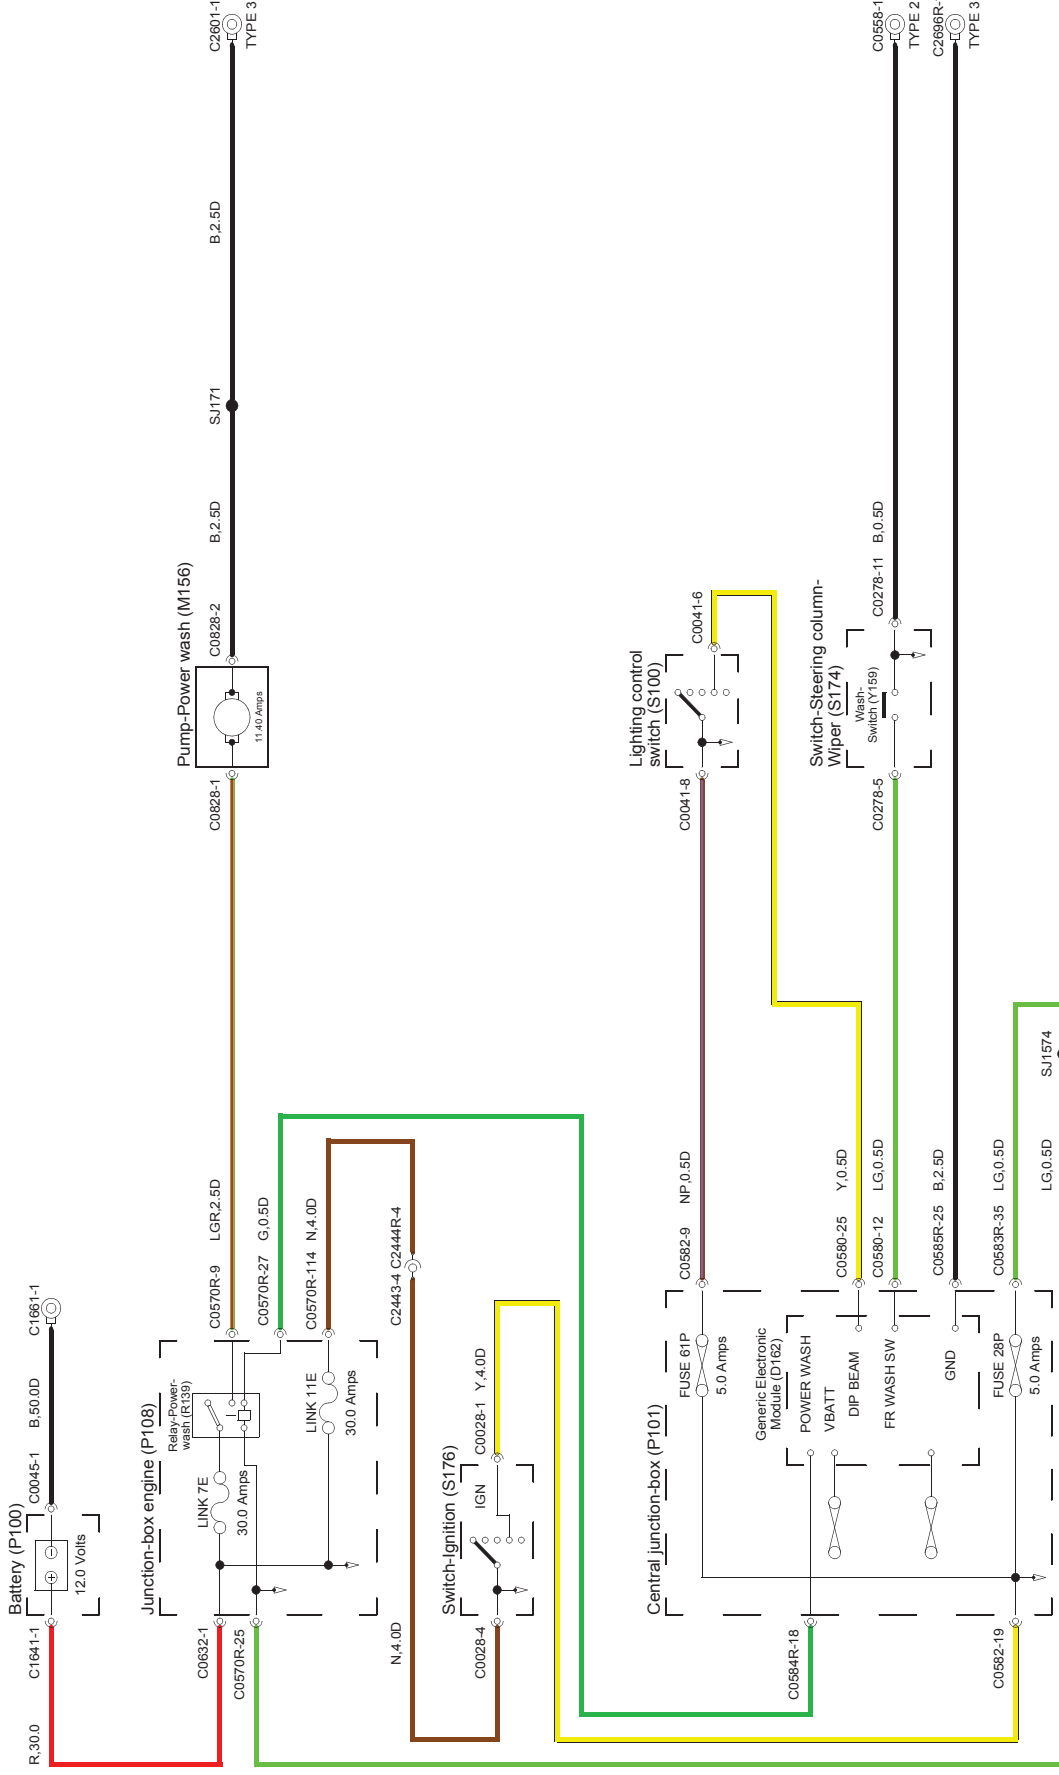 Battery (P100)
C1641-1
R,30.0
12.0 Volts
C0045-1
B,50.0D
C1661-1
Junction-box engine (P108)
C0632-1
C0570R-25
LINK 7E
30.0 Amps
Relay-Power-
wash (R139)
LINK 11E
30.0 Amps
C0570R-9
LGR,2.5D
C0570R-27
G,0.5D
C0570R-114
N,4.0D
C2443-4
C2444R-4
N,4.0D
Pump-Power wash (M156)
C0828-1
11.40 Amps
C0828-2
B,2.5D
SJ171
B,2.5D
C2601-1
TYPE 3
Switch-Ignition (S176)
C0028-4
IGN
C0028-1
Y,4.0D
Lighting control
switch (S100)
C0041-8
C0041-6
Switch-Steering column-
Wiper (S174)
C0278-5
Wash-
Switch (Y159)
C0278-11
B,0.5D
C0558-1
TYPE 2
C2696R-
TYPE 3
Central junction-box (P101)
C0584R-18
C0582-19
FUSE 61P
5.0 Amps
Generic Electronic
Module (D162)
POWER WASH
VBATT
DIP BEAM
FR WASH SW
GND
FUSE 28P
5.0 Amps
C0582-9
NP,0.5D
C0580-25
Y,0.5D
C0580-12
LG,0.5D
C0585R-25
B,2.5D
C0583R-35
LG,0.5D
LG,0.5D
SJ1574